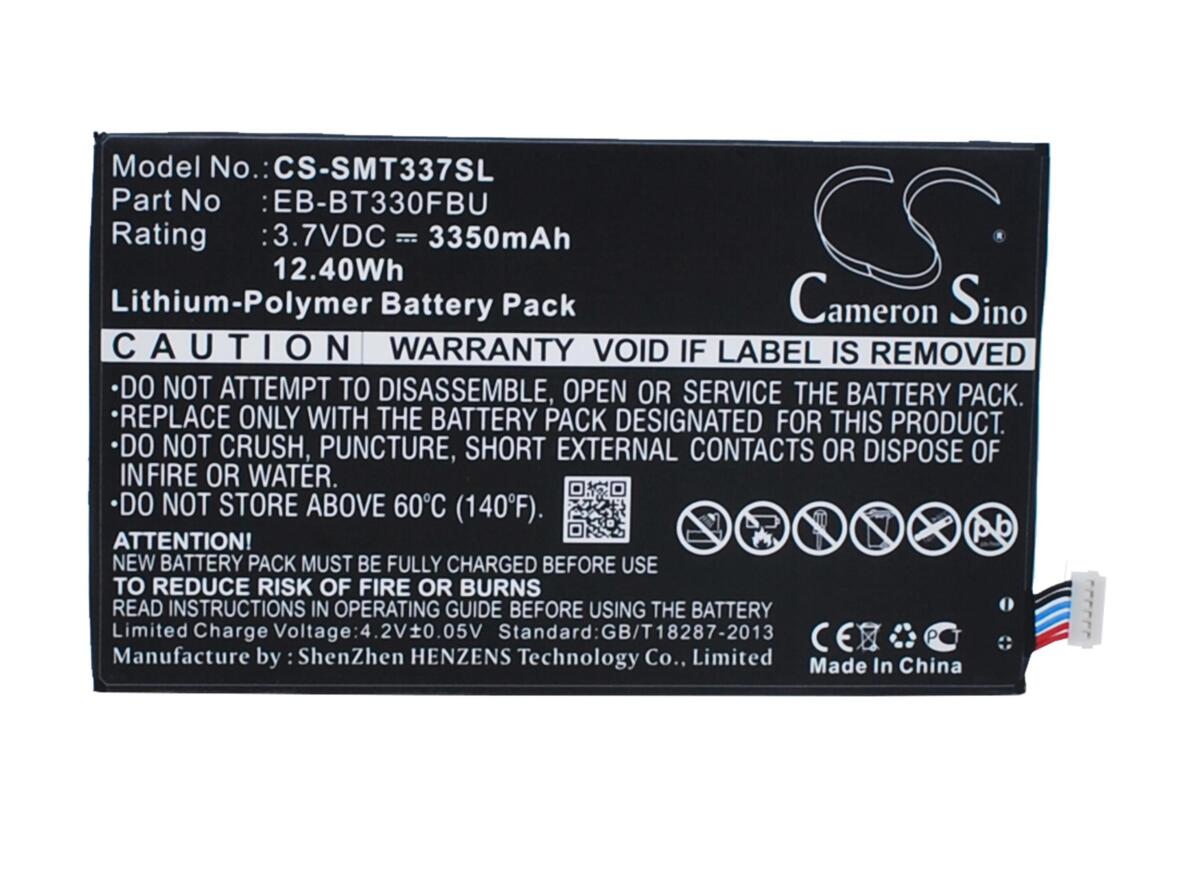 Model No.: CS-SMT337SL
Part No : EB-BT330FBU
Rating : 3.7VDC ⎓ 3350mAh
12.40Wh
Lithium-Polymer Battery Pack
CS ®
Cameron Sino
CAUTION WARRANTY VOID IF LABEL IS REMOVED
•DO NOT ATTEMPT TO DISASSEMBLE, OPEN OR SERVICE THE BATTERY PACK.
•REPLACE ONLY WITH THE BATTERY PACK DESIGNATED FOR THIS PRODUCT.
•DO NOT CRUSH, PUNCTURE, SHORT EXTERNAL CONTACTS OR DISPOSE OF
INFIRE OR WATER.
•DO NOT STORE ABOVE 60°C (140°F).
Pb
ATTENTION!
NEW BATTERY PACK MUST BE FULLY CHARGED BEFORE USE
TO REDUCE RISK OF FIRE OR BURNS
READ INSTRUCTIONS IN OPERATING GUIDE BEFORE USING THE BATTERY
Limited Charge Voltage:4.2V±0.05V Standard:GB/T18287-2013
Manufacture by : ShenZhen HENZENS Technology Co., Limited
CE PCT
Made In China